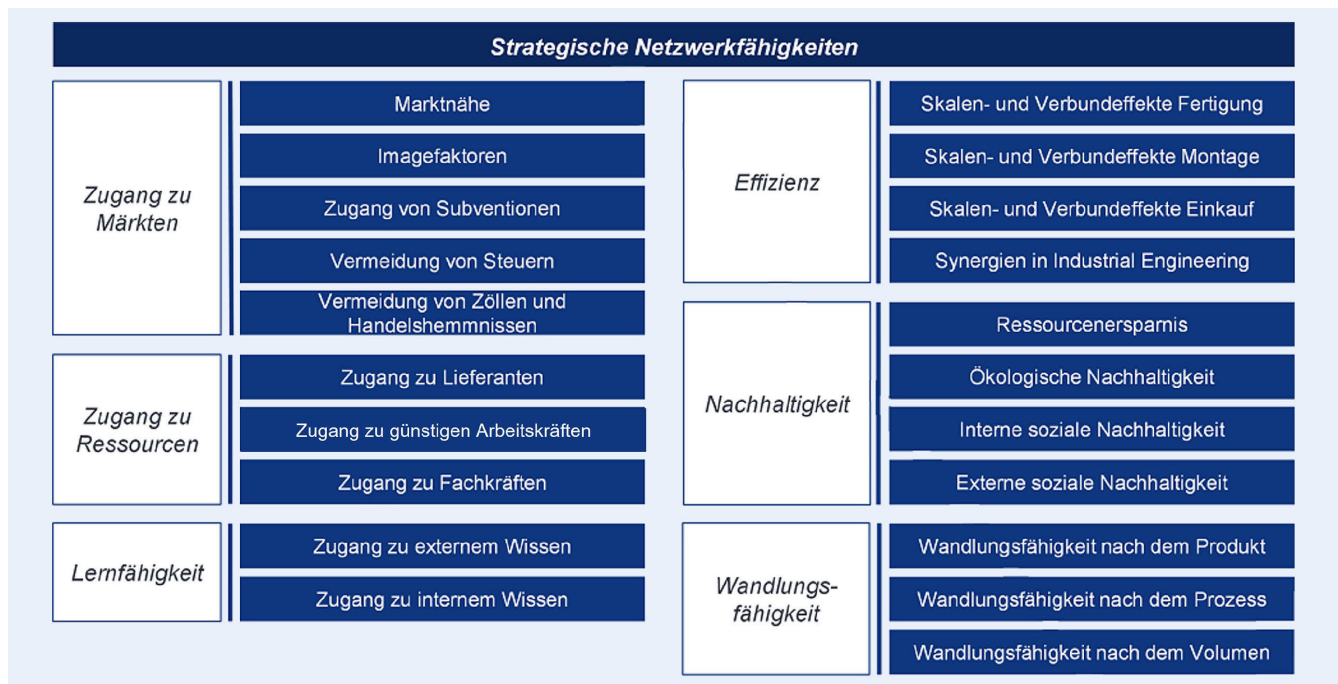 Strategische Netzwerkfähigkeiten
Zugang zu
Märkten
Marktnähe
Imagefaktoren
Zugang von Subventionen
Vermeidung von Steuern
Vermeidung von Zöllen und
Handelshemmnissen
Zugang zu
Ressourcen
Zugang zu Lieferanten
Zugang zu günstigen Arbeitskräften
Zugang zu Fachkräften
Lernfähigkeit
Zugang zu externem Wissen
Zugang zu internem Wissen
Effizienz
Skalen- und Verbundeffekte Fertigung
Skalen- und Verbundeffekte Montage
Skalen- und Verbundeffekte Einkauf
Synergien in Industrial Engineering
Nachhaltigkeit
Ressourcenersparnis
Ökologische Nachhaltigkeit
Interne soziale Nachhaltigkeit
Externe soziale Nachhaltigkeit
Wandlungs-
fähigkeit
Wandlungsfähigkeit nach dem Produkt
Wandlungsfähigkeit nach dem Prozess
Wandlungsfähigkeit nach dem Volumen